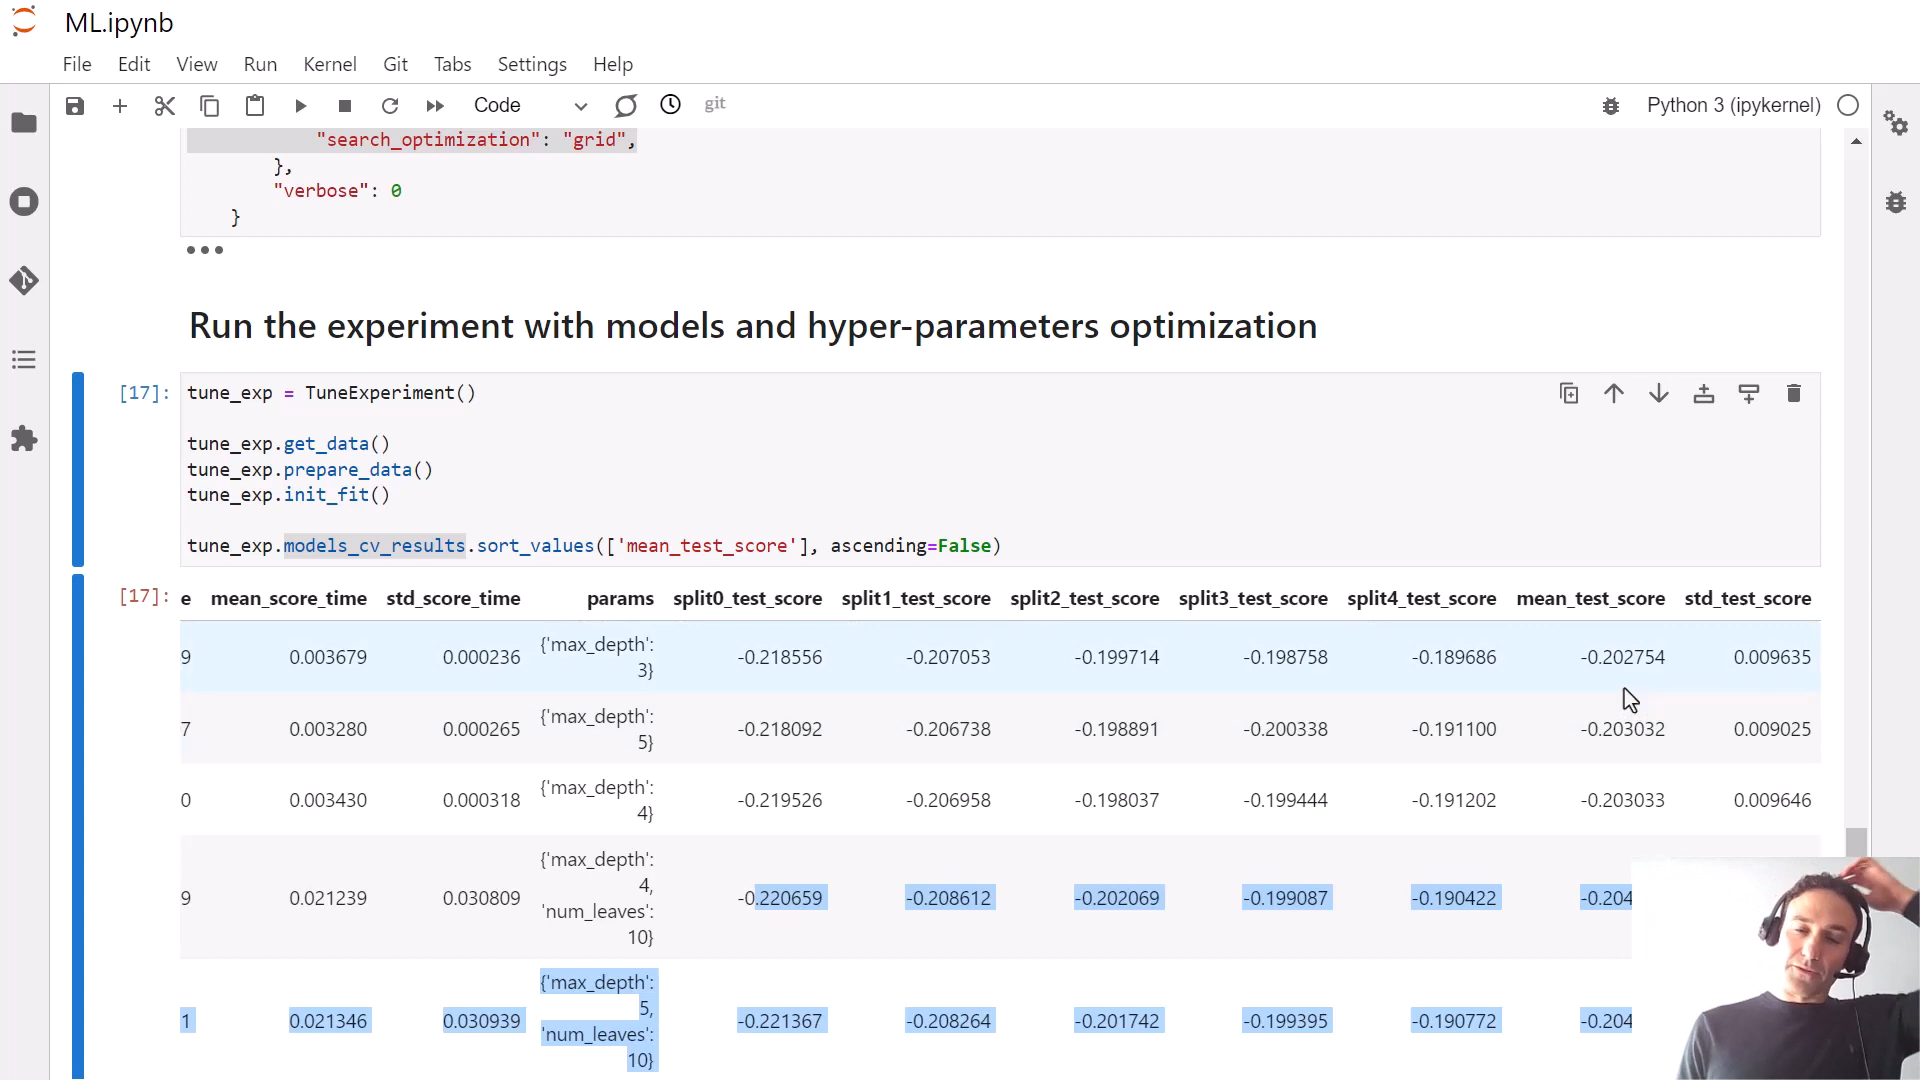 ML.ipynb
File Edit View Run Kernel Git Tabs Settings Help
Code git Python 3 (ipykernel)
"search_optimization": "grid",
},
"verbose": 0
}
Run the experiment with models and hyper-parameters optimization
[17]: tune_exp = TuneExperiment()
tune_exp.get_data()
tune_exp.prepare_data()
tune_exp.init_fit()
tune_exp.models_cv_results.sort_values(['mean_test_score'], ascending=False)
[17]: e mean_score_time std_score_time params split0_test_score split1_test_score split2_test_score split3_test_score split4_test_score mean_test_score std_test_score
9 0.003679 0.000236 {'max_depth': 3} -0.218556 -0.207053 -0.199714 -0.198758 -0.189686 -0.202754 0.009635
7 0.003280 0.000265 {'max_depth': 5} -0.218092 -0.206738 -0.198891 -0.200338 -0.191100 -0.203032 0.009025
0 0.003430 0.000318 {'max_depth': 4} -0.219526 -0.206958 -0.198037 -0.199444 -0.191202 -0.203033 0.009646
9 0.021239 0.030809 {'max_depth': 4, 'num_leaves': 10} -0.220659 -0.208612 -0.202069 -0.199087 -0.190422 -0.204
1 0.021346 0.030939 {'max_depth': 5, 'num_leaves': 10} -0.221367 -0.208264 -0.201742 -0.199395 -0.190772 -0.204